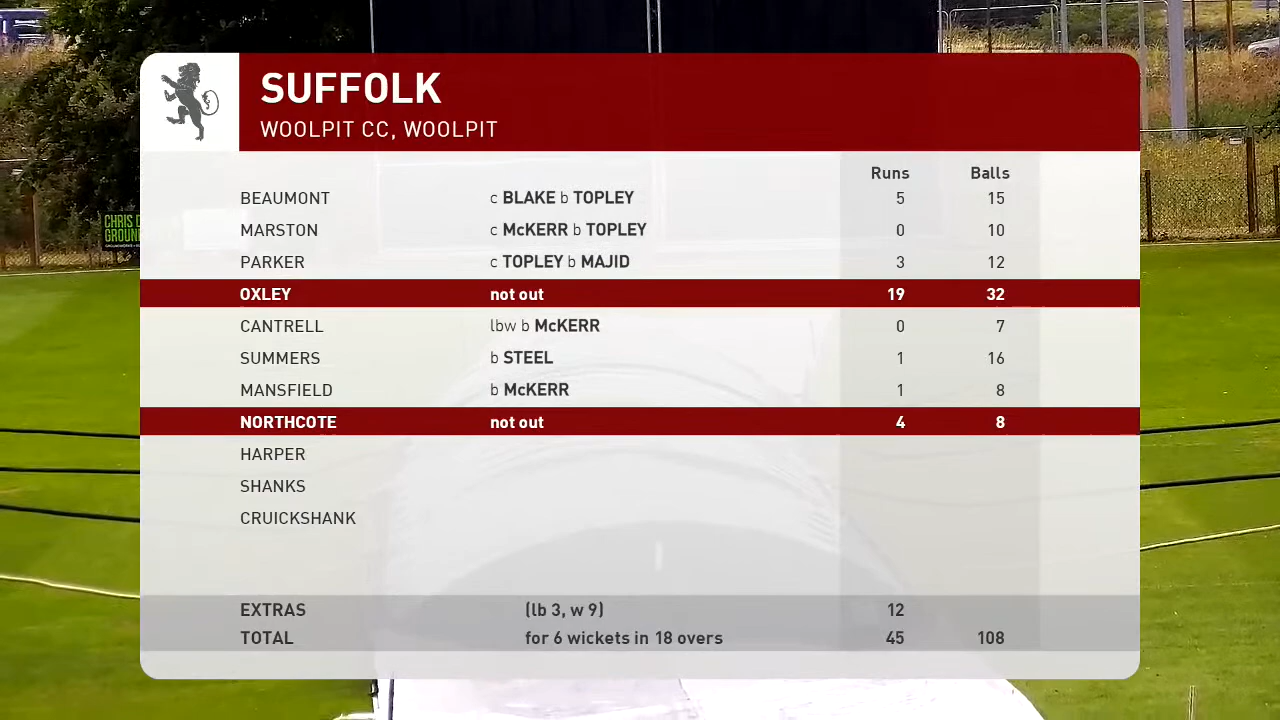 SUFFOLK
WOOLPIT CC, WOOLPIT
Runs Balls
BEAUMONT c BLAKE b TOPLEY 5 15
MARSTON c McKERR b TOPLEY 0 10
PARKER c TOPLEY b MAJID 3 12
OXLEY not out 19 32
CANTRELL lbw b McKERR 0 7
SUMMERS b STEEL 1 16
MANSFIELD b McKERR 1 8
NORTHCOTE not out 4 8
HARPER
SHANKS
CRUICKSHANK
EXTRAS (lb 3, w 9) 12
TOTAL for 6 wickets in 18 overs 45 108
CHRIS
GROUN